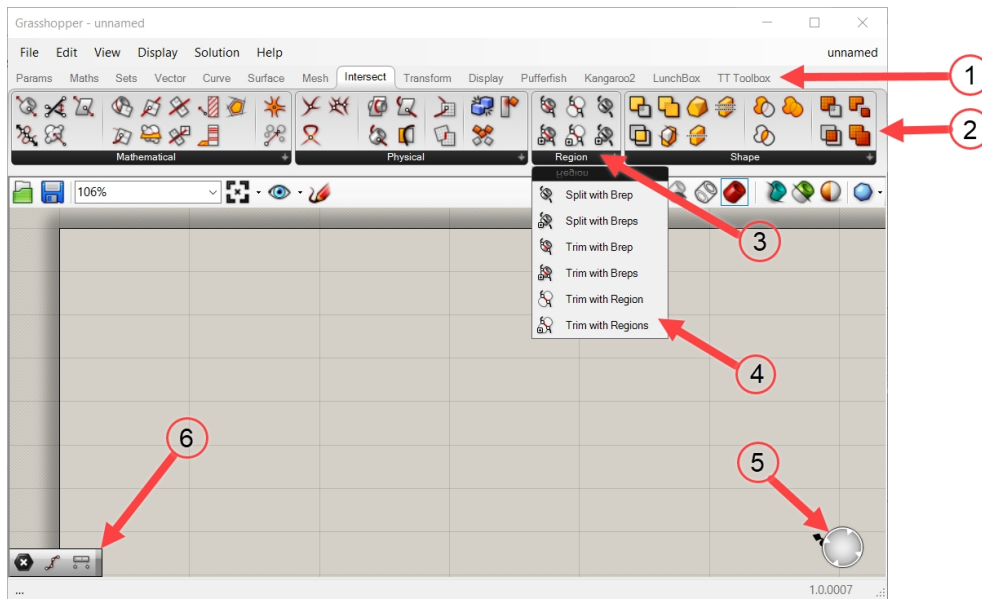 Grasshopper - unnamed
File Edit View Display Solution Help unnamed
Params Maths Sets Vector Curve Surface Mesh Intersect Transform Display Pufferfish Kangaroo2 LunchBox TT Toolbox
1
2
Mathematical Physical Region Shape
Region
106%
Split with Brep
Split with Breps
3
Trim with Brep
Trim with Breps
Trim with Region
Trim with Regions
4
6
5
... 1.0.0007